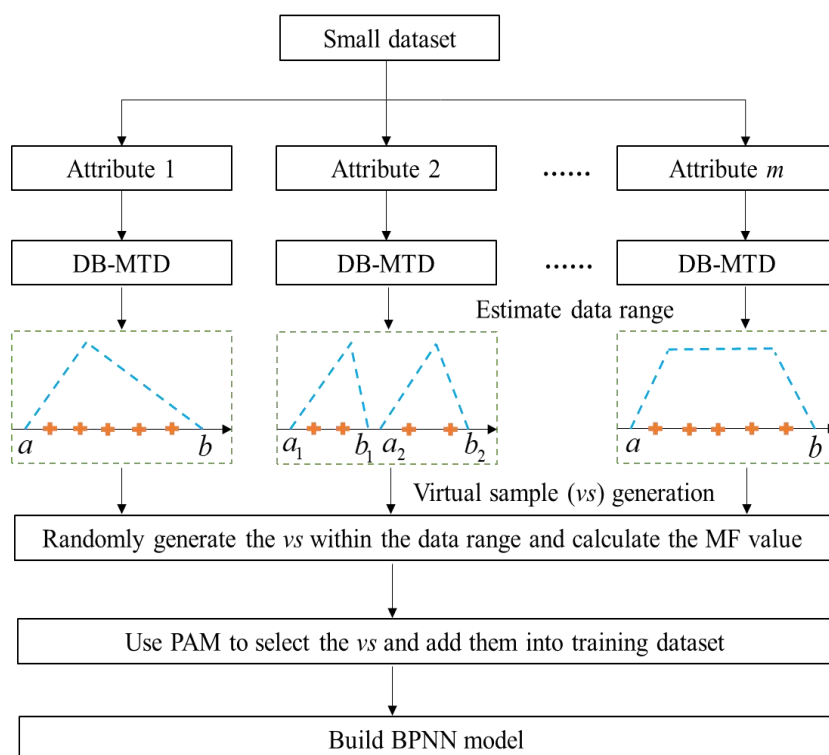 Small dataset
Attribute 1
Attribute 2
......
Attribute m
DB-MTD
DB-MTD
......
DB-MTD
Estimate data range
a
b
a₁
b₁
a₂
b₂
a
b
Virtual sample (vs) generation
Randomly generate the vs within the data range and calculate the MF value
Use PAM to select the vs and add them into training dataset
Build BPNN model